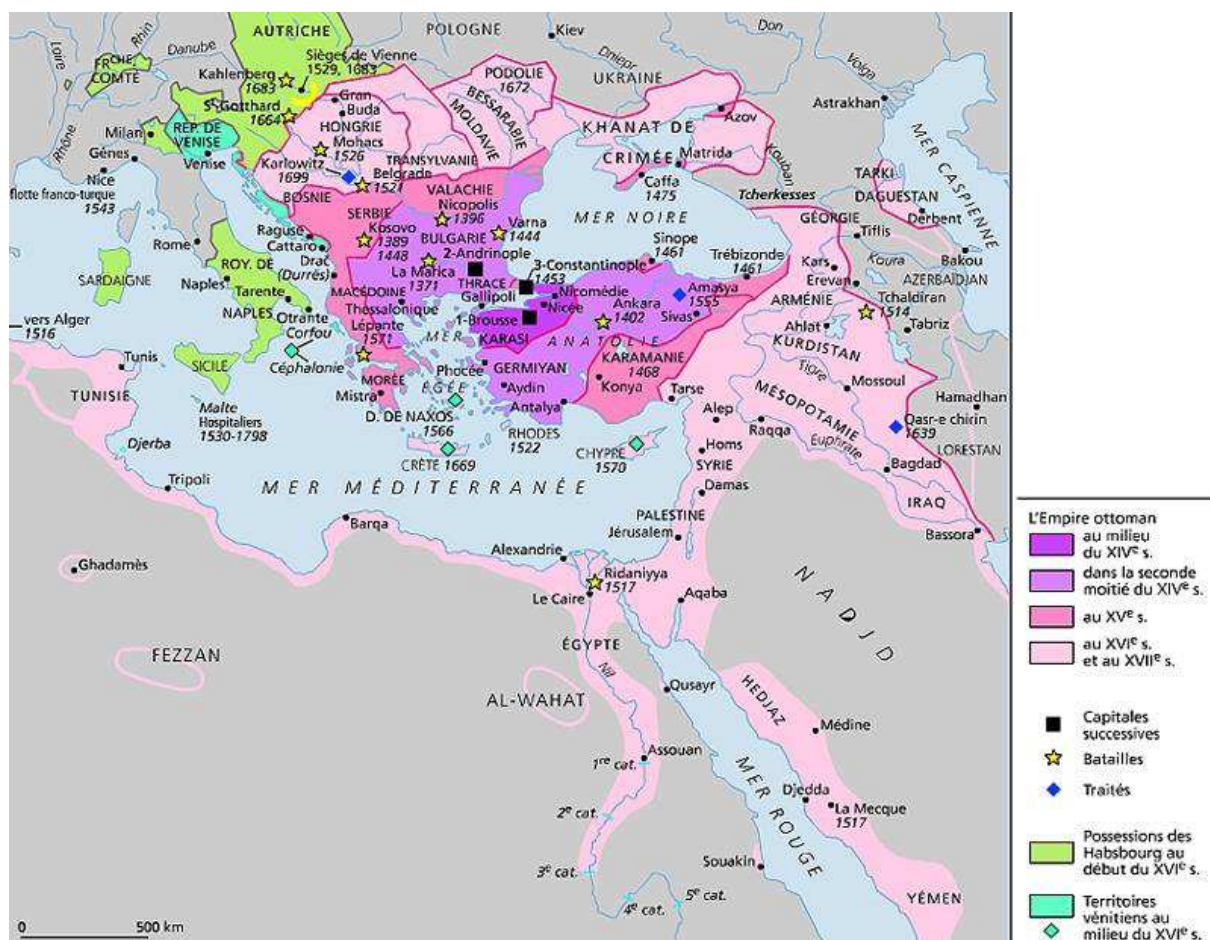 AUTRICHE
POLOGNE
Kiev
Don
Loire
Rhin
Danube
Sièges de Vienne
1529, 1683
Dniepr
Volga
FR CHE-
COMTÉ
Kahlenberg
1683
PODOLIE
1672
UKRAINE
Astrakhan
St Gotthard
1664
Gran
Buda
BESSARABIE
MOLDAVIE
Azov
Rhône
Milan
RÉP. DE
VENISE
HONGRIE
Mohacs
1526
KHANAT DE
CRIMÉE
Matrida
Kouban
MER CASPIENNE
Gênes
Venise
Karlowitz
1699
TRANSYLVANIE
Belgrade
1521
Caffa
1475
Tcherkesses
TARKI
DAGUESTAN
Derbent
Nice
flotte franco-turque
1543
BOSNIE
VALACHIE
Nicopolis
1396
MER NOIRE
GÉORGIE
Tiflis
Rome
Raguse
Cattaro
SERBIE
Kosovo
1389
1448
BULGARIE
Varna
1444
Sinope
1461
Trébizonde
1461
Kars
Koura
Bakou
SARDAIGNE
ROY. DE
NAPLES
Naples
Tarente
Otrante
Drac
(Durrës)
La Marica
1371
2-Andrinople
3-Constantinople
1453
Erevan
AZERBAÏDJAN
MACÉDOINE
Thessalonique
THRACE
Gallipoli
Nicomédie
Nicée
Ankara
1402
Amasya
1555
Sivas
ARMÉNIE
Tchaldiran
1514
vers Alger
1516
Corfou
Céphalonie
Lépante
1571
1-Brousse
KARASI
ANATOLIE
Ahlat
Tabriz
KURDISTAN
SICILE
MER
ÉGÉE
Phocée
GERMIYAN
KARAMANIE
1468
Konya
Tigre
Tunis
TUNISIE
MORÉE
Mistra
Aydin
Antalya
Tarse
Mossoul
Hamadhan
Malte
Hospitaliers
1530-1798
D. DE NAXOS
1566
RHODES
1522
Alep
Raqqa
MÉSOPOTAMIE
Qasr-e chirin
1639
Djerba
CRÈTE 1669
CHYPRE
1570
Homs
SYRIE
Euphrate
LORESTAN
Bagdad
Tripoli
MER MÉDITERRANÉE
Damas
IRAQ
Barqa
PALESTINE
Jérusalem
Bassora
Alexandrie
Ghadamès
Ridaniyya
1517
Le Caire
Aqaba
NADJD
ÉGYPTE
FEZZAN
Nil
AL-WAHAT
Qusayr
HEDJAZ
Médine
Assouan
1re cat.
MER ROUGE
Djedda
La Mecque
1517
2e cat.
3e cat.
4e cat.
5e cat.
Souakin
YÉMEN
0 500 km
L'Empire ottoman
au milieu
du XIVe s.
dans la seconde
moitié du XIVe s.
au XVe s.
au XVIe s.
et au XVIIe s.
Capitales
successives
Batailles
Traités
Possessions des
Habsbourg au
début du XVIe s.
Territoires
vénitiens au
milieu du XVIe s.